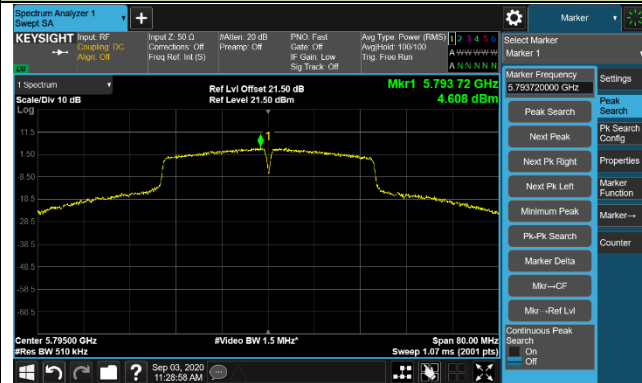 Spectrum Analyzer 1
Swept SA
+
Marker
KEYSIGHT
Input: RF
Coupling: DC
Align: Off
Input Z: 50 Ω
Corrections: Off
Freq Ref: Int (S)
#Atten: 20 dB
Preamp: Off
PNO: Fast
Gate: Off
IF Gain: Low
Sig Track: Off
Avg Type: Power (RMS)
Avg|Hold: 100/100
Trig: Free Run
1 2 3 4 5 6
A W W W W W
A N N N N N
LXI
Select Marker
Marker 1
1 Spectrum
Scale/Div 10 dB
Log
Ref Lvl Offset 21.50 dB
Ref Level 21.50 dBm
Mkr1 5.793 72 GHz
4.608 dBm
11.5
1.50
-8.50
-18.5
-28.5
-38.5
-48.5
-58.5
-60.5
1
Center 5.79500 GHz
#Res BW 510 kHz
#Video BW 1.5 MHz*
Span 80.00 MHz
Sweep 1.07 ms (2001 pts)
Marker Frequency
5.793720000 GHz
Peak Search
Next Peak
Next Pk Right
Next Pk Left
Minimum Peak
Pk-Pk Search
Marker Delta
Mkr→CF
Mkr→Ref Lvl
Continuous Peak
Search
On
Off
Settings
Peak
Search
Pk Search
Config
Properties
Marker
Function
Marker→
Counter
?
Sep 03, 2020
11:28:58 AM